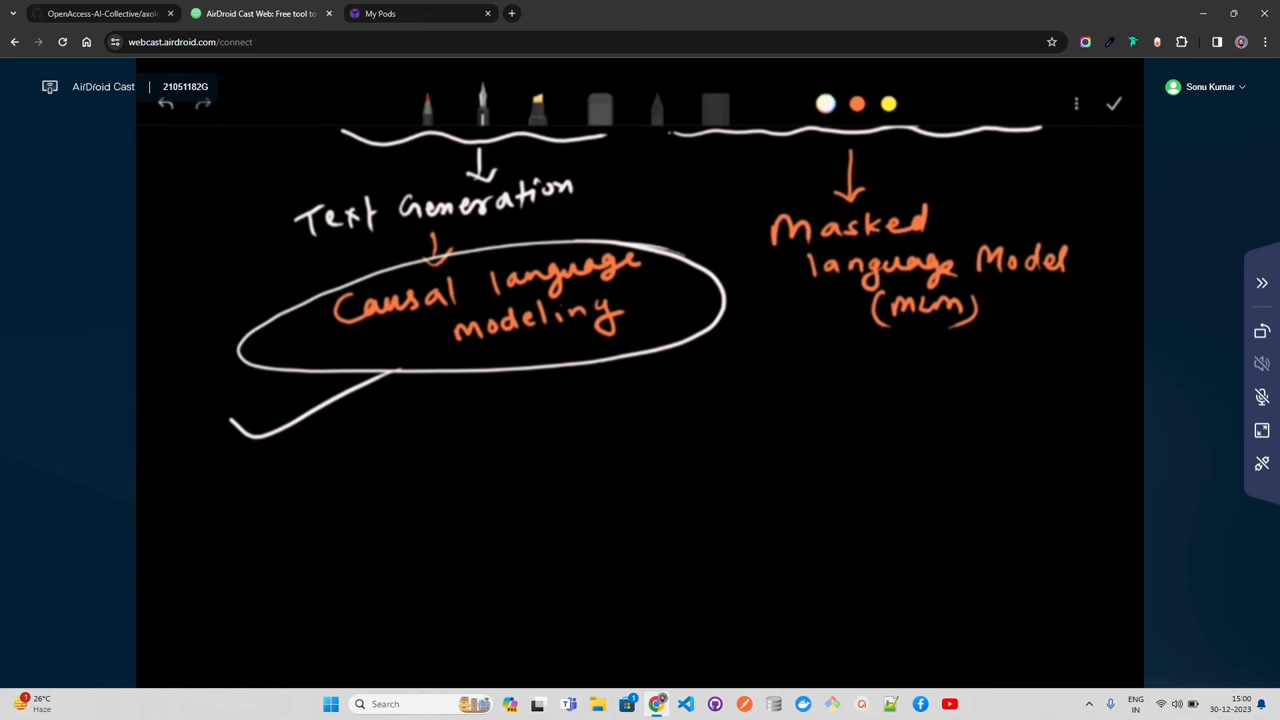 OpenAccess-AI-Collective/axol
AirDroid Cast Web: Free tool to
My Pods
webcast.airdroid.com/connect
AirDroid Cast
21051182G
Sonu Kumar
Text Generation
Causal language
modeling
Masked
language Model
(MLM)
1
26°C
Haze
Search
1
ENG
IN
15:00
30-12-2023